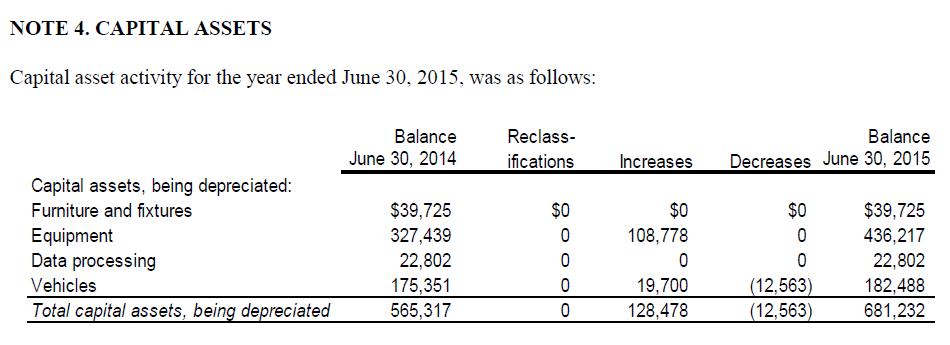 NOTE 4. CAPITAL ASSETS
Capital asset activity for the year ended June 30, 2015, was as follows:
Balance Reclass- Balance
June 30, 2014 ifications Increases Decreases June 30, 2015
Capital assets, being depreciated:
Furniture and fixtures $39,725 $0 $0 $0 $39,725
Equipment 327,439 0 108,778 0 436,217
Data processing 22,802 0 0 0 22,802
Vehicles 175,351 0 19,700 (12,563) 182,488
Total capital assets, being depreciated 565,317 0 128,478 (12,563) 681,232